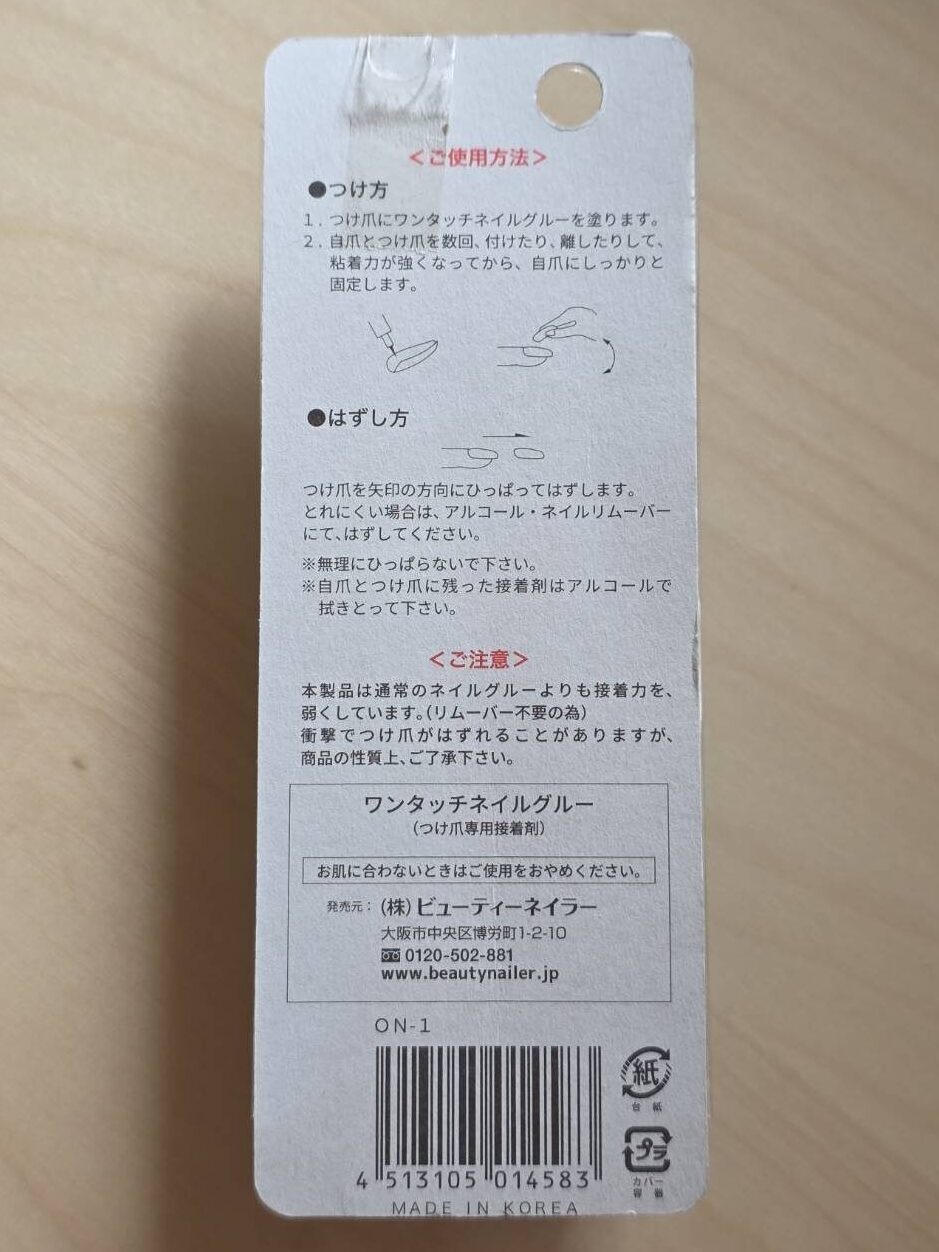 ＜ご使用方法＞
●つけ方
1．つけ爪にワンタッチネイルグルーを塗ります。
2．自爪とつけ爪を数回、付けたり、離したりして、
粘着力が強くなってから、自爪にしっかりと
固定します。
●はずし方
つけ爪を矢印の方向にひっぱってはずします。
とれにくい場合は、アルコール・ネイルリムーバー
にて、はずしてください。
※無理にひっぱらないで下さい。
※自爪とつけ爪に残った接着剤はアルコールで
拭きとって下さい。
＜ご注意＞
本製品は通常のネイルグルーよりも接着力を、
弱くしています。（リムーバー不要の為）
衝撃でつけ爪がはずれることがありますが、
商品の性質上、ご了承下さい。
ワンタッチネイルグルー
（つけ爪専用接着剤）
お肌に合わないときはご使用をおやめください。
発売元：（株）ビューティーネイラー
大阪市中央区博労町1-2-10
0120-502-881
www.beautynailer.jp
ON-1
4 513105 014583
MADE IN KOREA
紙
台紙
プラ
カバー
容器